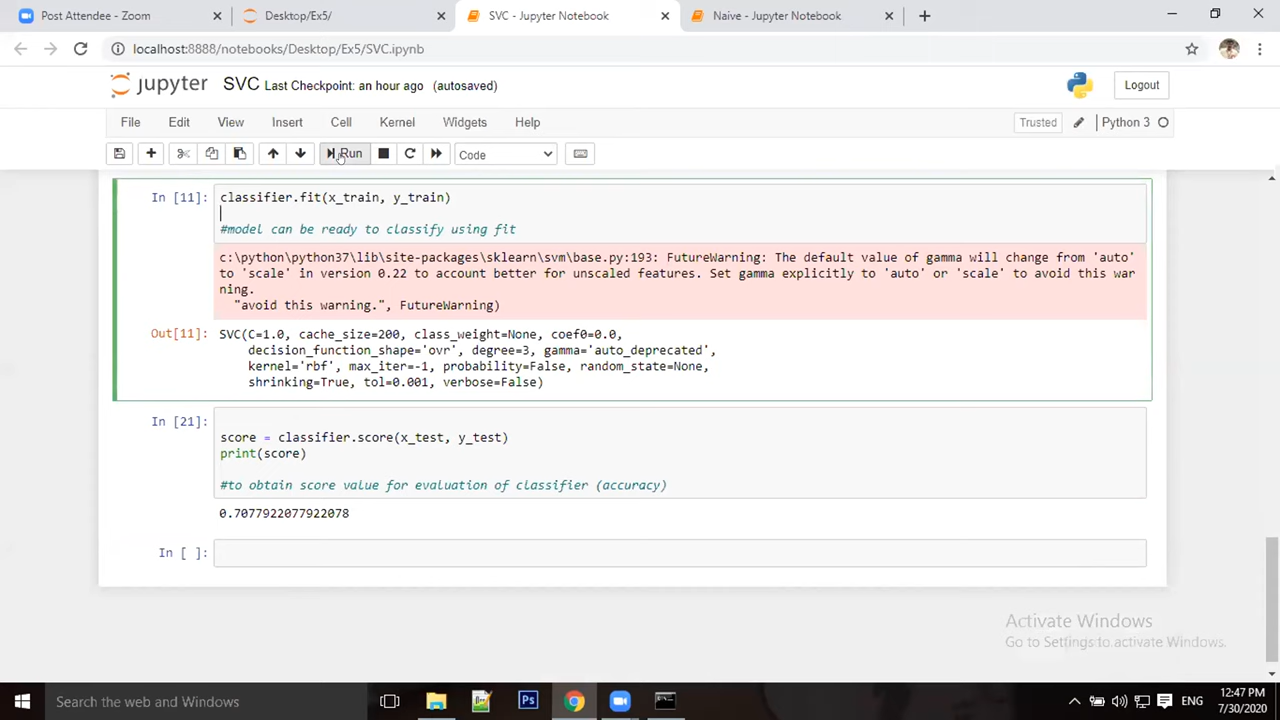 Post Attendee - Zoom
Desktop/Ex5/
SVC - Jupyter Notebook
Naive - Jupyter Notebook
localhost:8888/notebooks/Desktop/Ex5/SVC.ipynb
jupyter SVC Last Checkpoint: an hour ago (autosaved)
Logout
File Edit View Insert Cell Kernel Widgets Help
Trusted
Python 3
Run
Code
In [11]: classifier.fit(x_train, y_train)
#model can be ready to classify using fit
c:\python\python37\lib\site-packages\sklearn\svm\base.py:193: FutureWarning: The default value of gamma will change from 'auto'
to 'scale' in version 0.22 to account better for unscaled features. Set gamma explicitly to 'auto' or 'scale' to avoid this war
ning.
"avoid this warning.", FutureWarning)
Out[11]: SVC(C=1.0, cache_size=200, class_weight=None, coef0=0.0,
decision_function_shape='ovr', degree=3, gamma='auto_deprecated',
kernel='rbf', max_iter=-1, probability=False, random_state=None,
shrinking=True, tol=0.001, verbose=False)
In [21]:
score = classifier.score(x_test, y_test)
print(score)
#to obtain score value for evaluation of classifier (accuracy)
0.7077922077922078
In [ ]:
Activate Windows
Go to Settings to activate Windows.
Search the web and Windows
Ps
ENG
12:47 PM
7/30/2020